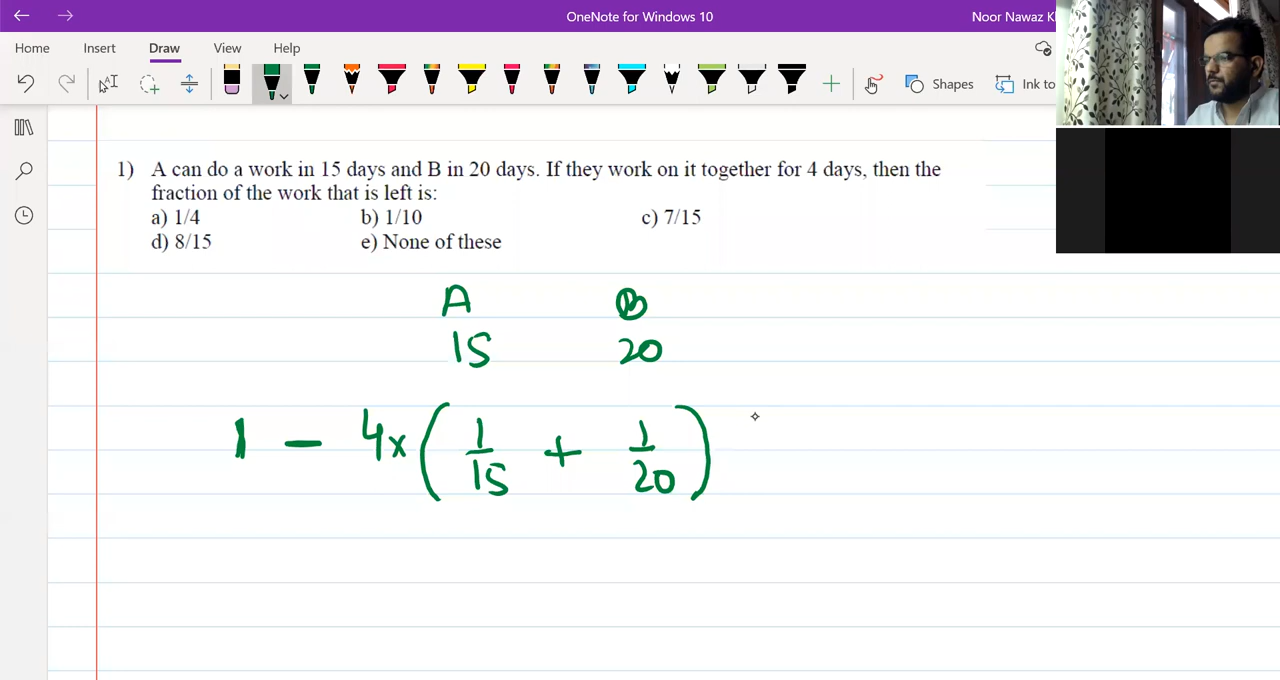 OneNote for Windows 10
Noor Nawaz Kh
Home Insert Draw View Help
Shapes Ink to
1) A can do a work in 15 days and B in 20 days. If they work on it together for 4 days, then the
fraction of the work that is left is:
a) 1/4 b) 1/10 c) 7/15
d) 8/15 e) None of these
A B
15 20
1 - 4x ( 1/15 + 1/20 )